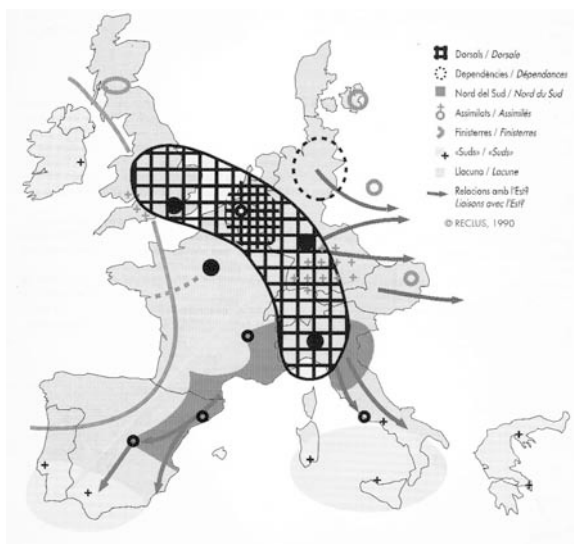 Dorsals / Dorsale
Dependències / Dépendances
Nord del Sud / Nord du Sud
Assimilats / Assimilés
Finisterres / Finisterres
«Suds» / «Suds»
Llacuna / Lacune
Relacions amb l'Est?
Liaisons avec l'Est?
© RECLUS, 1990